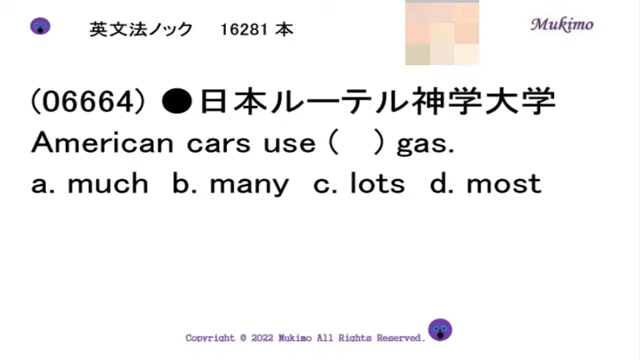 英文法ノック 16281 本
Mukimo
(06664) ●日本ルーテル神学大学
American cars use ( ) gas.
a. much b. many c. lots d. most
Copyright © 2022 Mukimo All Rights Reserved.